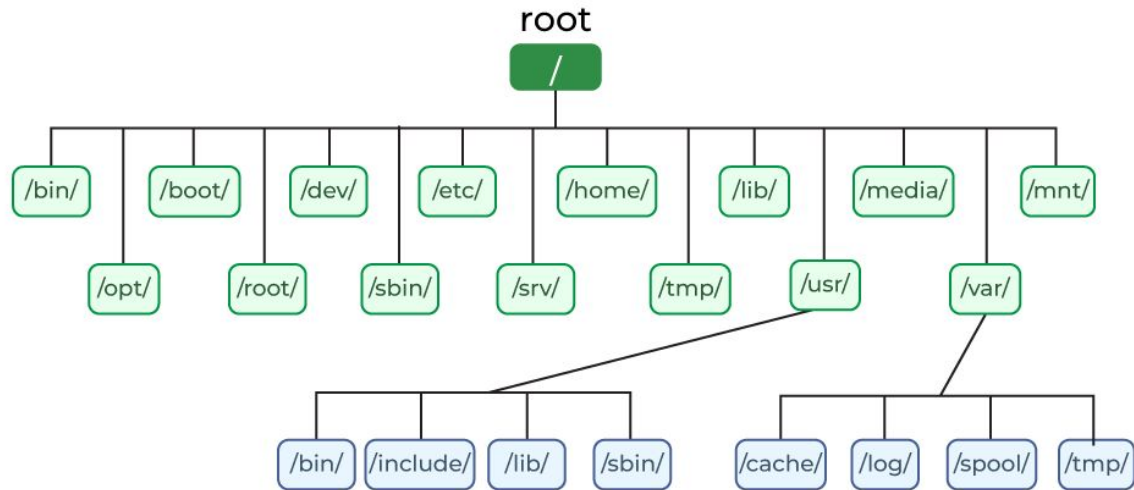 root
/
/bin/
/boot/
/dev/
/etc/
/home/
/lib/
/media/
/mnt/
/opt/
/root/
/sbin/
/srv/
/tmp/
/usr/
/var/
/bin/
/include/
/lib/
/sbin/
/cache/
/log/
/spool/
/tmp/